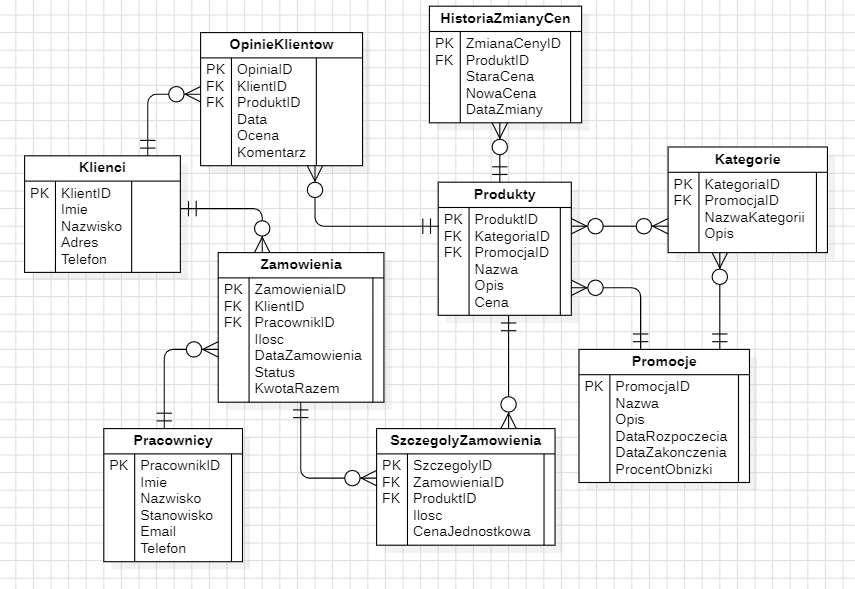 HistoriaZmianyCen
PK ZmianaCenyID
FK ProduktID
StaraCena
NowaCena
DataZmiany
OpinieKlientow
PK OpiniaID
FK KlientID
FK ProduktID
Data
Ocena
Komentarz
Klienci
PK KlientID
Imie
Nazwisko
Adres
Telefon
Produkty
PK ProduktID
FK KategoriaID
FK PromocjaID
Nazwa
Opis
Cena
Kategorie
PK KategoriaID
FK PromocjaID
NazwaKategorii
Opis
Zamowienia
PK ZamowieniaID
FK KlientID
FK PracownikID
Ilosc
DataZamowienia
Status
KwotaRazem
Promocje
PK PromocjaID
Nazwa
Opis
DataRozpoczecia
DataZakonczenia
ProcentObnizki
Pracownicy
PK PracownikID
Imie
Nazwisko
Stanowisko
Email
Telefon
SzczegolyZamowienia
PK SzczegolyID
FK ZamowieniaID
FK ProduktID
Ilosc
CenaJednostkowa